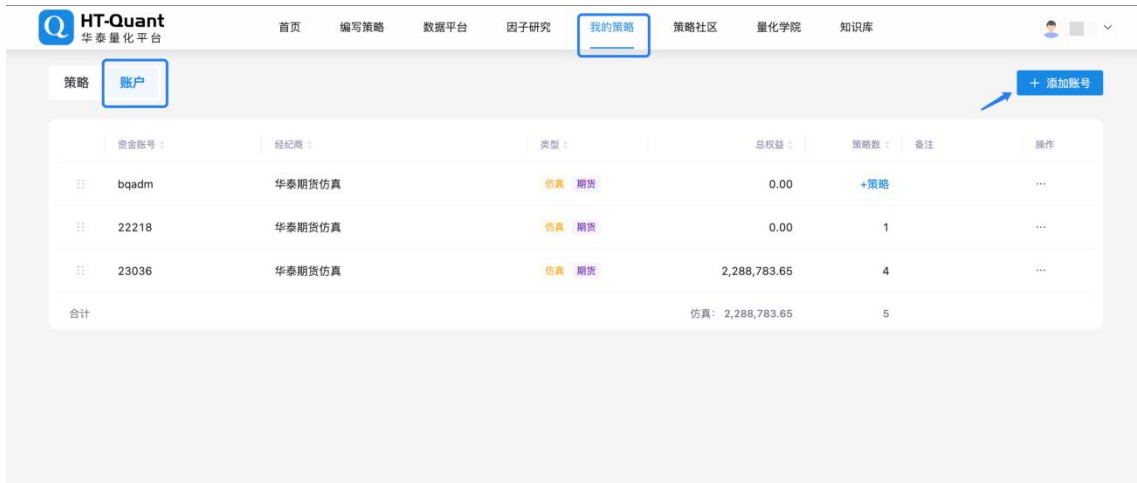 HT-Quant
华泰量化平台
首页 编写策略 数据平台 因子研究 我的策略 策略社区 量化学院 知识库
策略 账户
+ 添加账号
资金账号 经纪商 类型 总权益 策略数 备注 操作
bqadm 华泰期货仿真 仿真 期货 0.00 +策略 ...
22218 华泰期货仿真 仿真 期货 0.00 1 ...
23036 华泰期货仿真 仿真 期货 2,288,783.65 4 ...
合计 仿真: 2,288,783.65 5